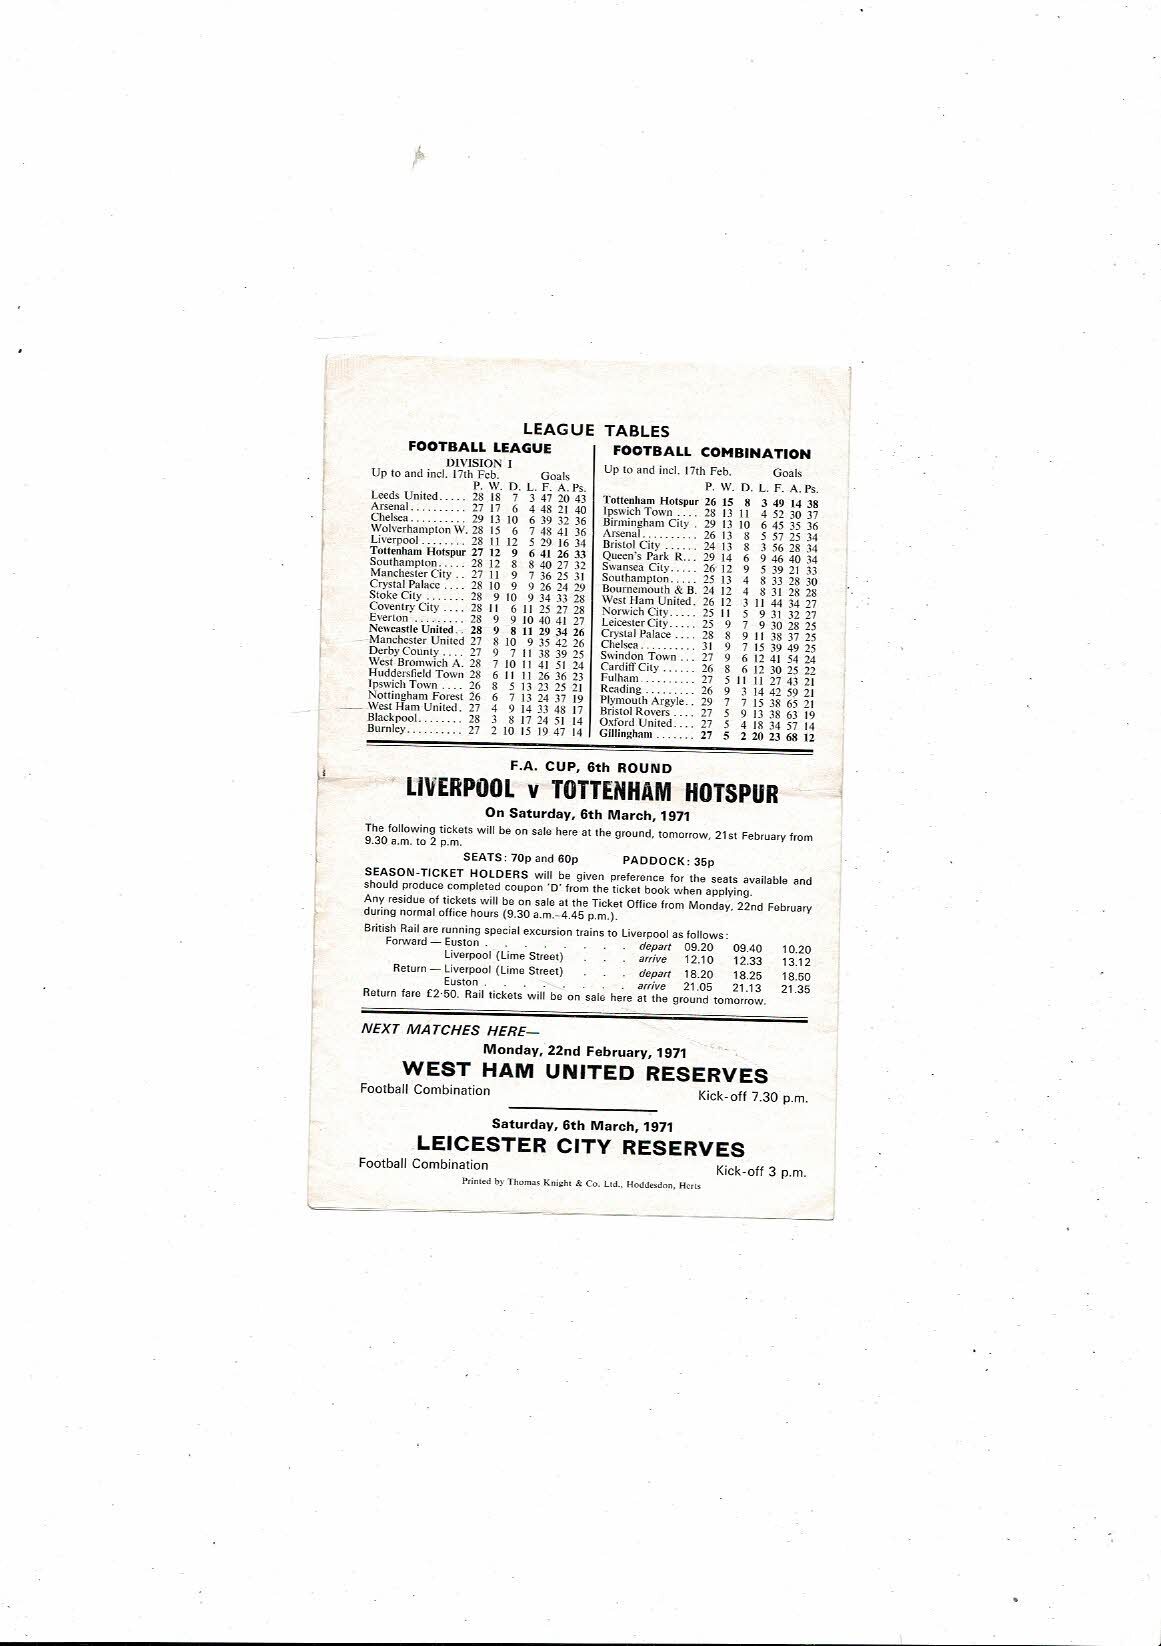 LEAGUE TABLES
FOOTBALL LEAGUE
DIVISION I
Up to and incl. 17th Feb. Goals
P. W. D. L. F. A. Ps.
Leeds United..... 28 18 7 3 47 20 43
Arsenal.......... 27 17 6 4 48 21 40
Chelsea.......... 29 13 10 6 39 32 36
Wolverhampton W. 28 15 6 7 48 41 36
Liverpool........ 28 11 12 5 29 16 34
Tottenham Hotspur 27 12 9 6 41 26 33
Southampton..... 28 12 8 8 40 27 32
Manchester City .. 27 11 9 7 36 25 31
Crystal Palace .... 28 10 9 9 26 24 29
Stoke City ....... 28 9 10 9 34 33 28
Coventry City .... 28 11 6 11 25 27 28
Everton ......... 28 9 9 10 40 41 27
Newcastle United.. 28 9 8 11 29 34 26
Manchester United 27 8 10 9 35 42 26
Derby County .... 27 9 7 11 38 39 25
West Bromwich A. 28 7 10 11 41 51 24
Huddersfield Town 28 6 11 11 26 36 23
Ipswich Town .... 26 8 5 13 23 25 21
Nottingham Forest 26 6 7 13 24 37 19
West Ham United. 27 4 9 14 33 48 17
Blackpool........ 28 3 8 17 24 51 14
Burnley.......... 27 2 10 15 19 47 14
FOOTBALL COMBINATION
Up to and incl. 17th Feb. Goals
P. W. D. L. F. A. Ps.
Tottenham Hotspur 26 15 8 3 49 14 38
Ipswich Town .... 28 13 11 4 52 30 37
Birmingham City . 29 13 10 6 45 35 36
Arsenal.......... 26 13 8 5 57 25 34
Bristol City ...... 24 13 8 3 56 28 34
Queen's Park R... 29 14 6 9 46 40 34
Swansea City..... 26 12 9 5 39 21 33
Southampton..... 25 13 4 8 33 28 30
Bournemouth & B. 24 12 4 8 31 28 28
West Ham United. 26 12 3 11 44 34 27
Norwich City..... 25 11 5 9 31 32 27
Leicester City..... 25 9 7 9 30 28 25
Crystal Palace .... 28 8 9 11 38 37 25
Chelsea.......... 31 9 7 15 39 49 25
Swindon Town ... 27 9 6 12 41 54 24
Cardiff City ...... 26 8 6 12 30 25 22
Fulham.......... 27 5 11 11 27 43 21
Reading ......... 26 9 3 14 42 59 21
Plymouth Argyle.. 29 7 7 15 38 65 21
Bristol Rovers .... 27 5 9 13 38 63 19
Oxford United.... 27 5 4 18 34 57 14
Gillingham ....... 27 5 2 20 23 68 12
F.A. CUP, 6th ROUND
LIVERPOOL v TOTTENHAM HOTSPUR
On Saturday, 6th March, 1971
The following tickets will be on sale here at the ground, tomorrow, 21st February from
9.30 a.m. to 2 p.m.
SEATS: 70p and 60p PADDOCK: 35p
SEASON-TICKET HOLDERS will be given preference for the seats available and
should produce completed coupon 'D' from the ticket book when applying.
Any residue of tickets will be on sale at the Ticket Office from Monday, 22nd February
during normal office hours (9.30 a.m.-4.45 p.m.).
British Rail are running special excursion trains to Liverpool as follows:
Forward — Euston . . . . . . . . depart 09.20 09.40 10.20
Liverpool (Lime Street) . . . arrive 12.10 12.33 13.12
Return — Liverpool (Lime Street) . . . depart 18.20 18.25 18.50
Euston . . . . . . . . arrive 21.05 21.13 21.35
Return fare £2·50. Rail tickets will be on sale here at the ground tomorrow.
NEXT MATCHES HERE—
Monday, 22nd February, 1971
WEST HAM UNITED RESERVES
Football Combination Kick-off 7.30 p.m.
Saturday, 6th March, 1971
LEICESTER CITY RESERVES
Football Combination Kick-off 3 p.m.
Printed by Thomas Knight & Co. Ltd., Hoddesdon, Herts